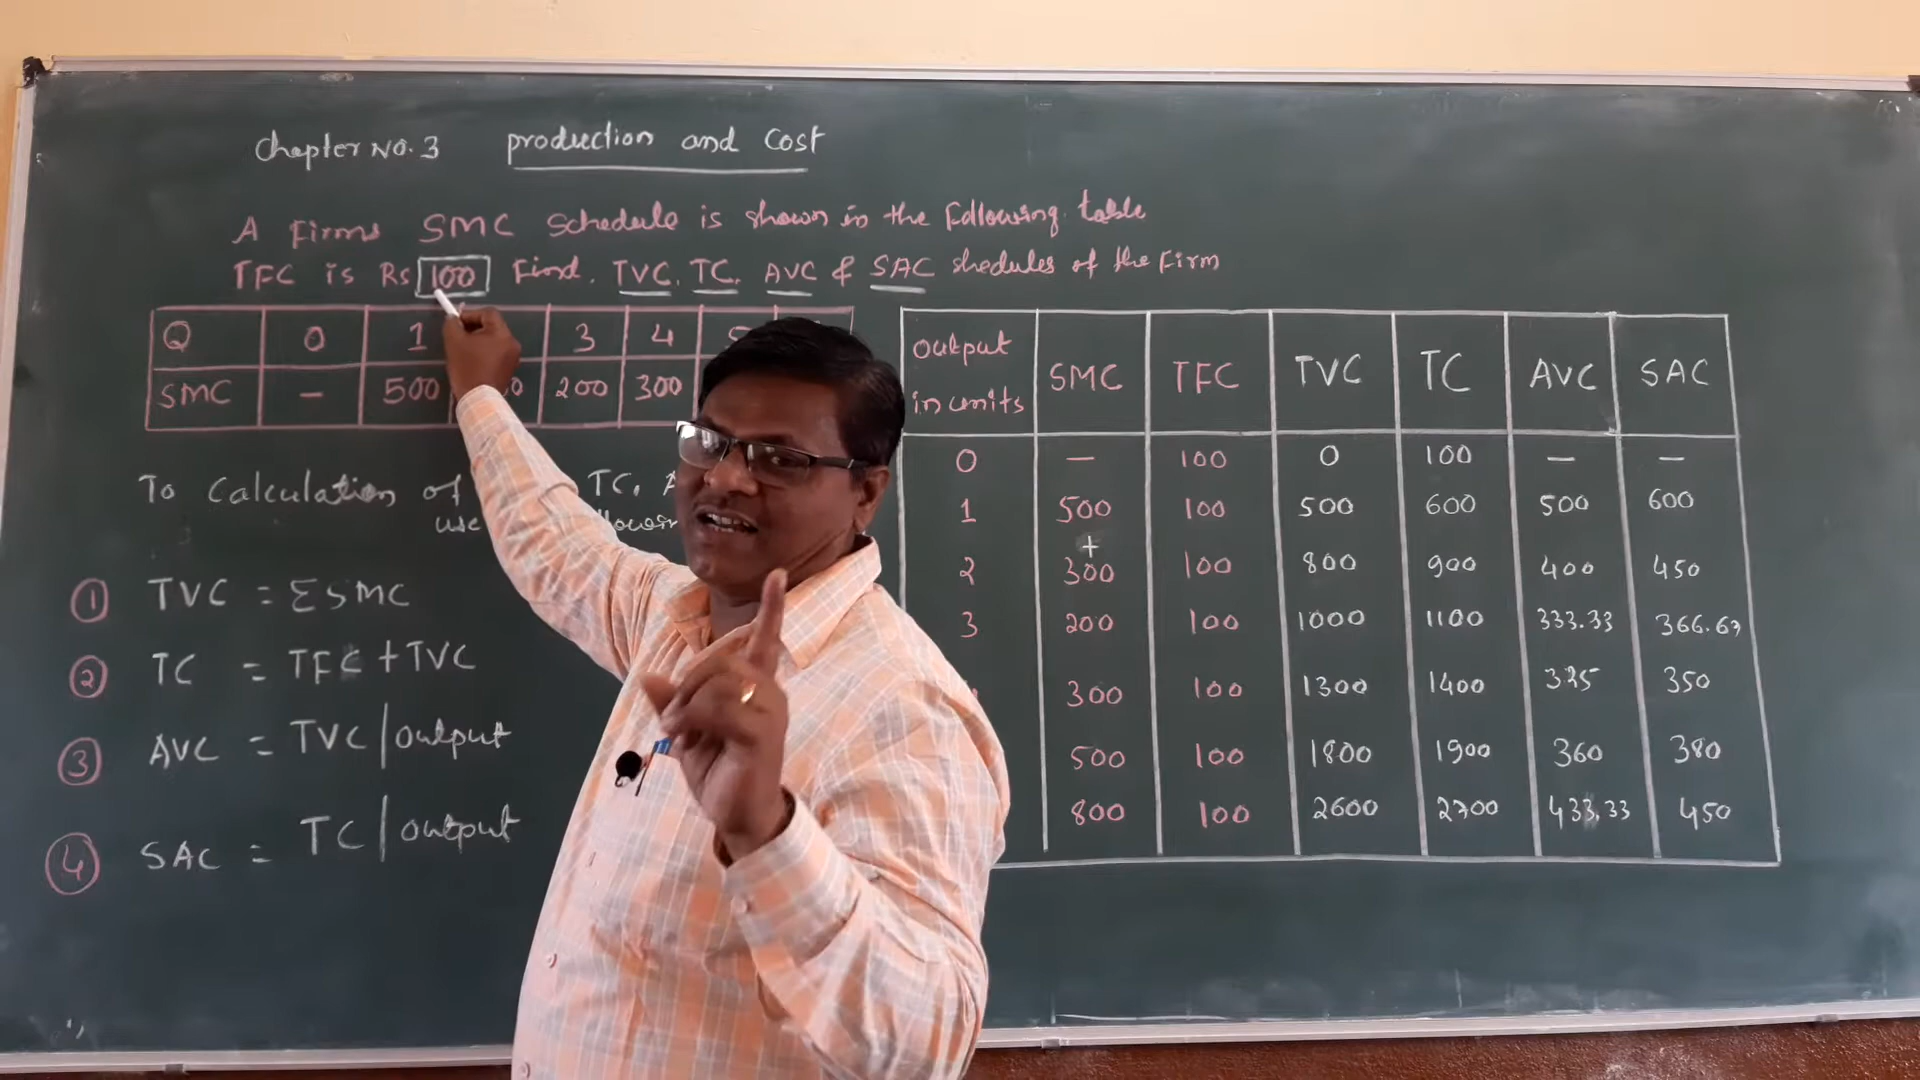 Chapter No. 3 production and Cost
A Firms SMC Schedule is shown in the Following table
TFC is Rs 100 Find. TVC, TC, AVC & SAC shedules of the Firm
Q 0 1 3 4
SMC — 500 200 300
To Calculation of TC,
use
① TVC = ΣSMC
② TC = TFC + TVC
③ AVC = TVC | output
④ SAC = TC | output
output in units SMC TFC TVC TC AVC SAC
0 — 100 0 100 — —
1 500 100 500 600 500 600
+
2 300 100 800 900 400 450
3 200 100 1000 1100 333.33 366.67
300 100 1300 1400 325 350
500 100 1800 1900 360 380
800 100 2600 2700 433.33 450